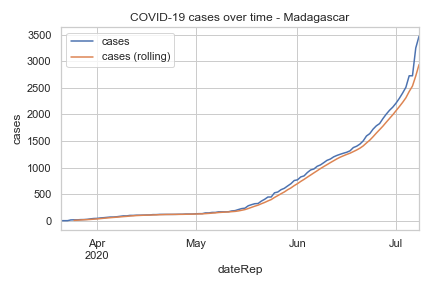 COVID-19 cases over time - Madagascar
cases
cases (rolling)
3500
3000
2500
2000
1500
1000
500
0
cases
Apr
2020
May
Jun
Jul
dateRep